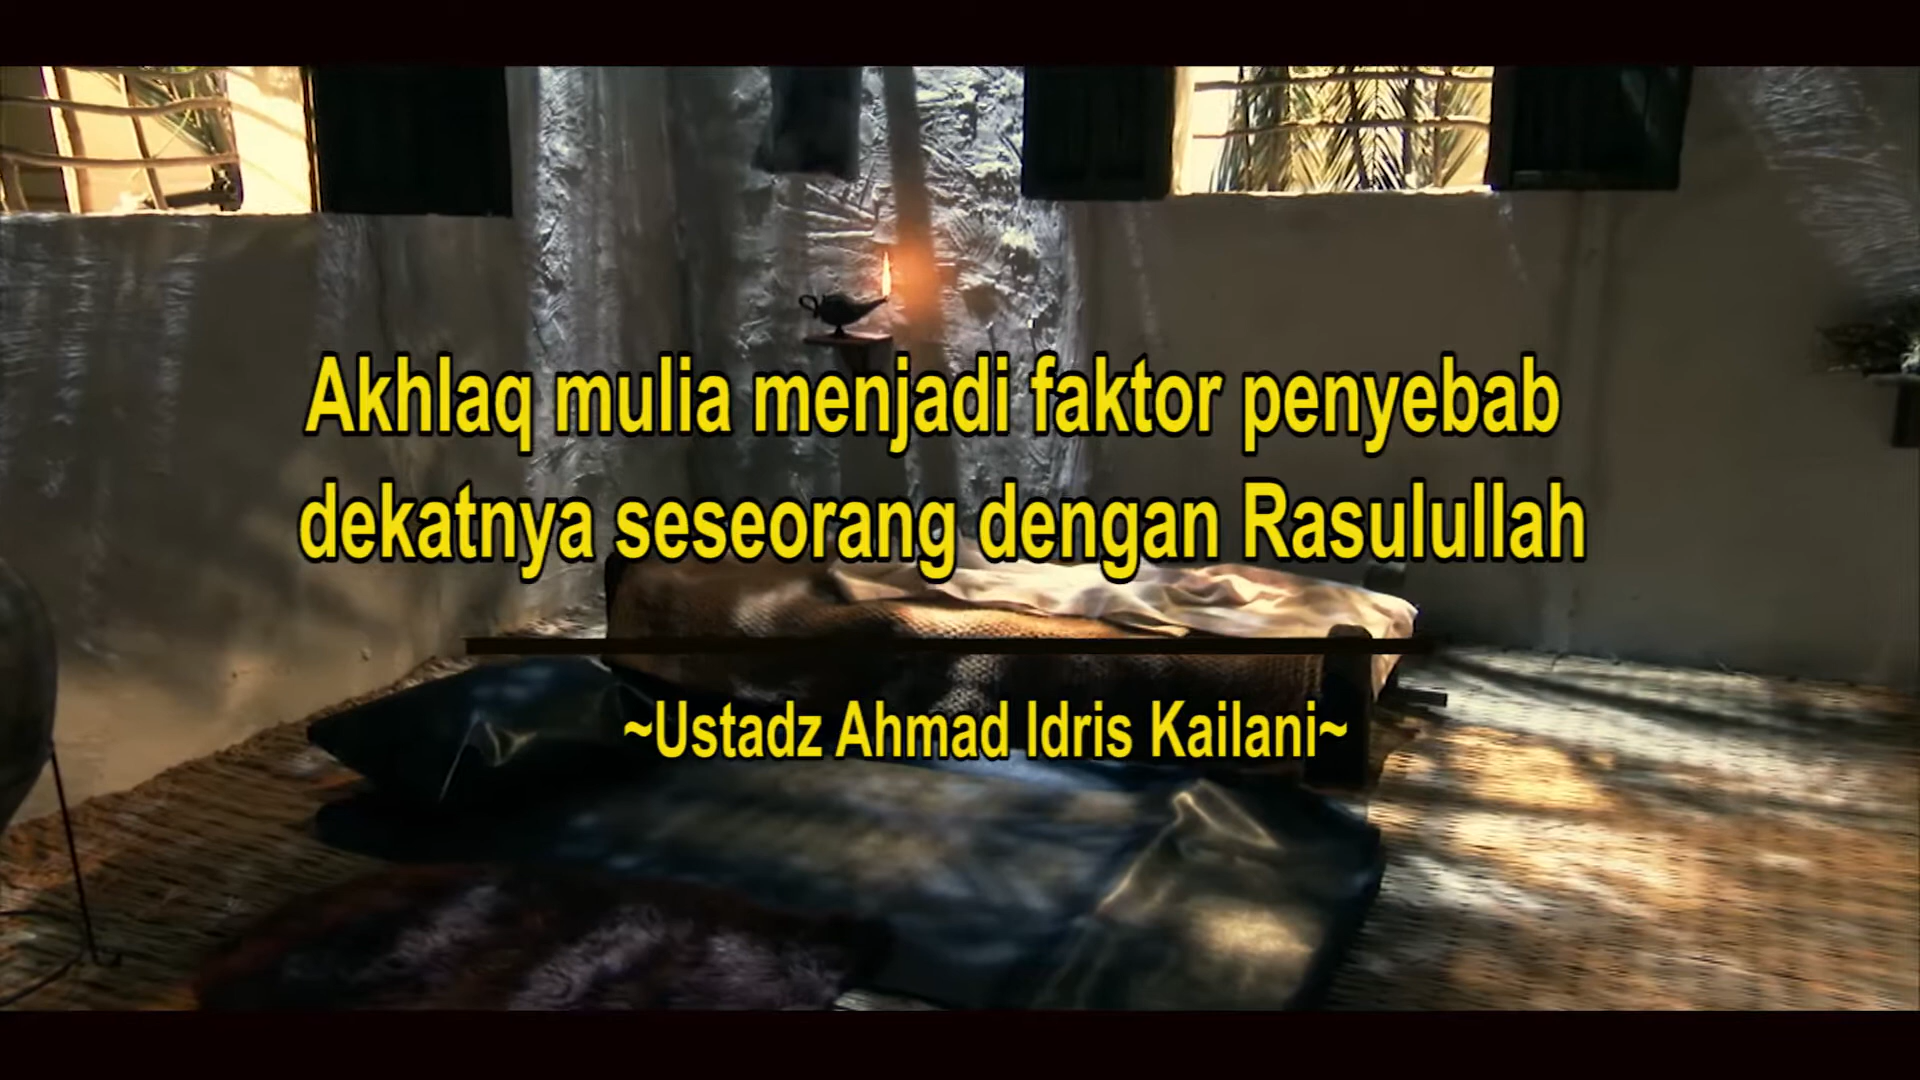 Akhlaq mulia menjadi faktor penyebab
dekatnya seseorang dengan Rasulullah
~Ustadz Ahmad Idris Kailani~